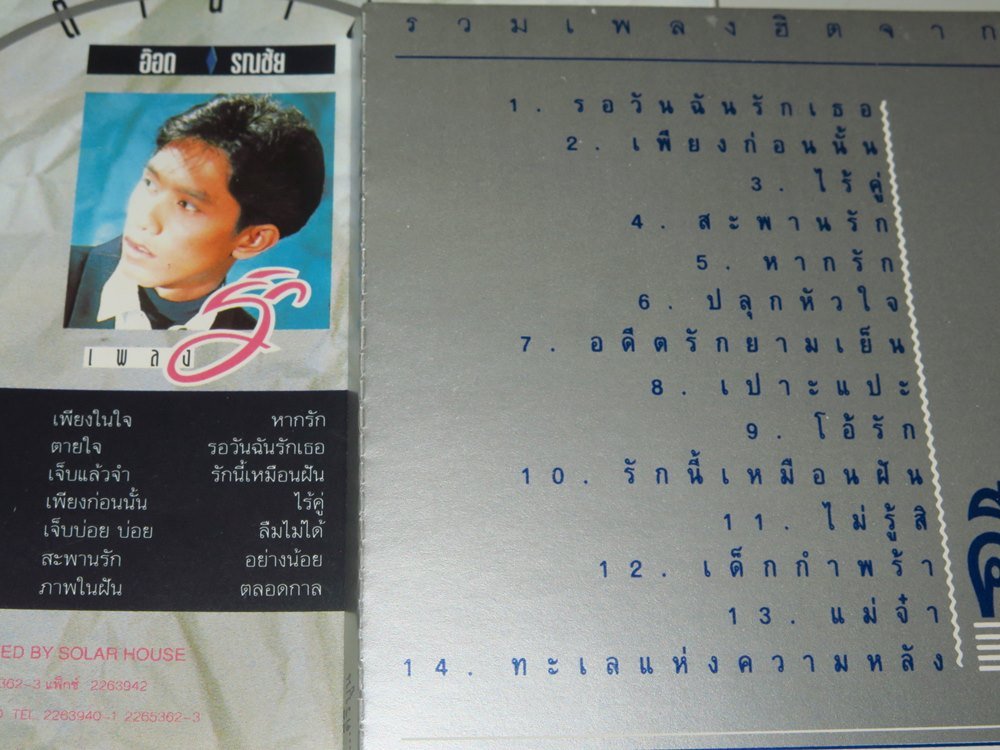 อ๊อด รณชัย
เพลง
รัก
เพียงในใจ หากรัก
ตายใจ รอวันฉันรักเธอ
เจ็บแล้วจำ รักนี้เหมือนฝัน
เพียงก่อนนั้น ไร้คู่
เจ็บบ่อย บ่อย ลืมไม่ได้
สะพานรัก อย่างน้อย
ภาพในฝัน ตลอดกาล
ED BY SOLAR HOUSE
362-3 แฟ็กซ์ 2263942
TEL 2263940-1 2265362-3
รวมเพลงฮิตจาก
1. รอวันฉันรักเธอ
2. เพียงก่อนนั้น
3. ไร้คู่
4. สะพานรัก
5. หากรัก
6. ปลุกหัวใจ
7. อดีตรักยามเย็น
8. เปาะแปะ
9. โอ้รัก
10. รักนี้เหมือนฝัน
11. ไม่รู้สิ
12. เด็กกำพร้า
13. แม่จ๋า
14. ทะเลแห่งความหลัง